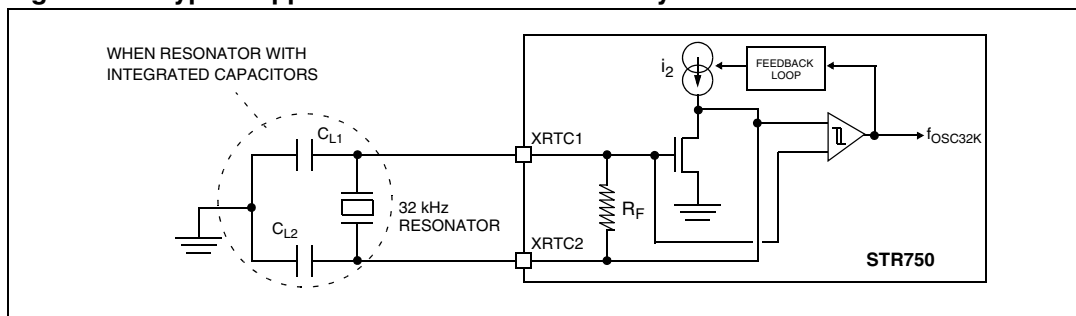 WHEN RESONATOR WITH
INTEGRATED CAPACITORS
CL1
CL2
32 kHz
RESONATOR
XRTC1
XRTC2
RF
i2
FEEDBACK
LOOP
fOSC32K
STR750